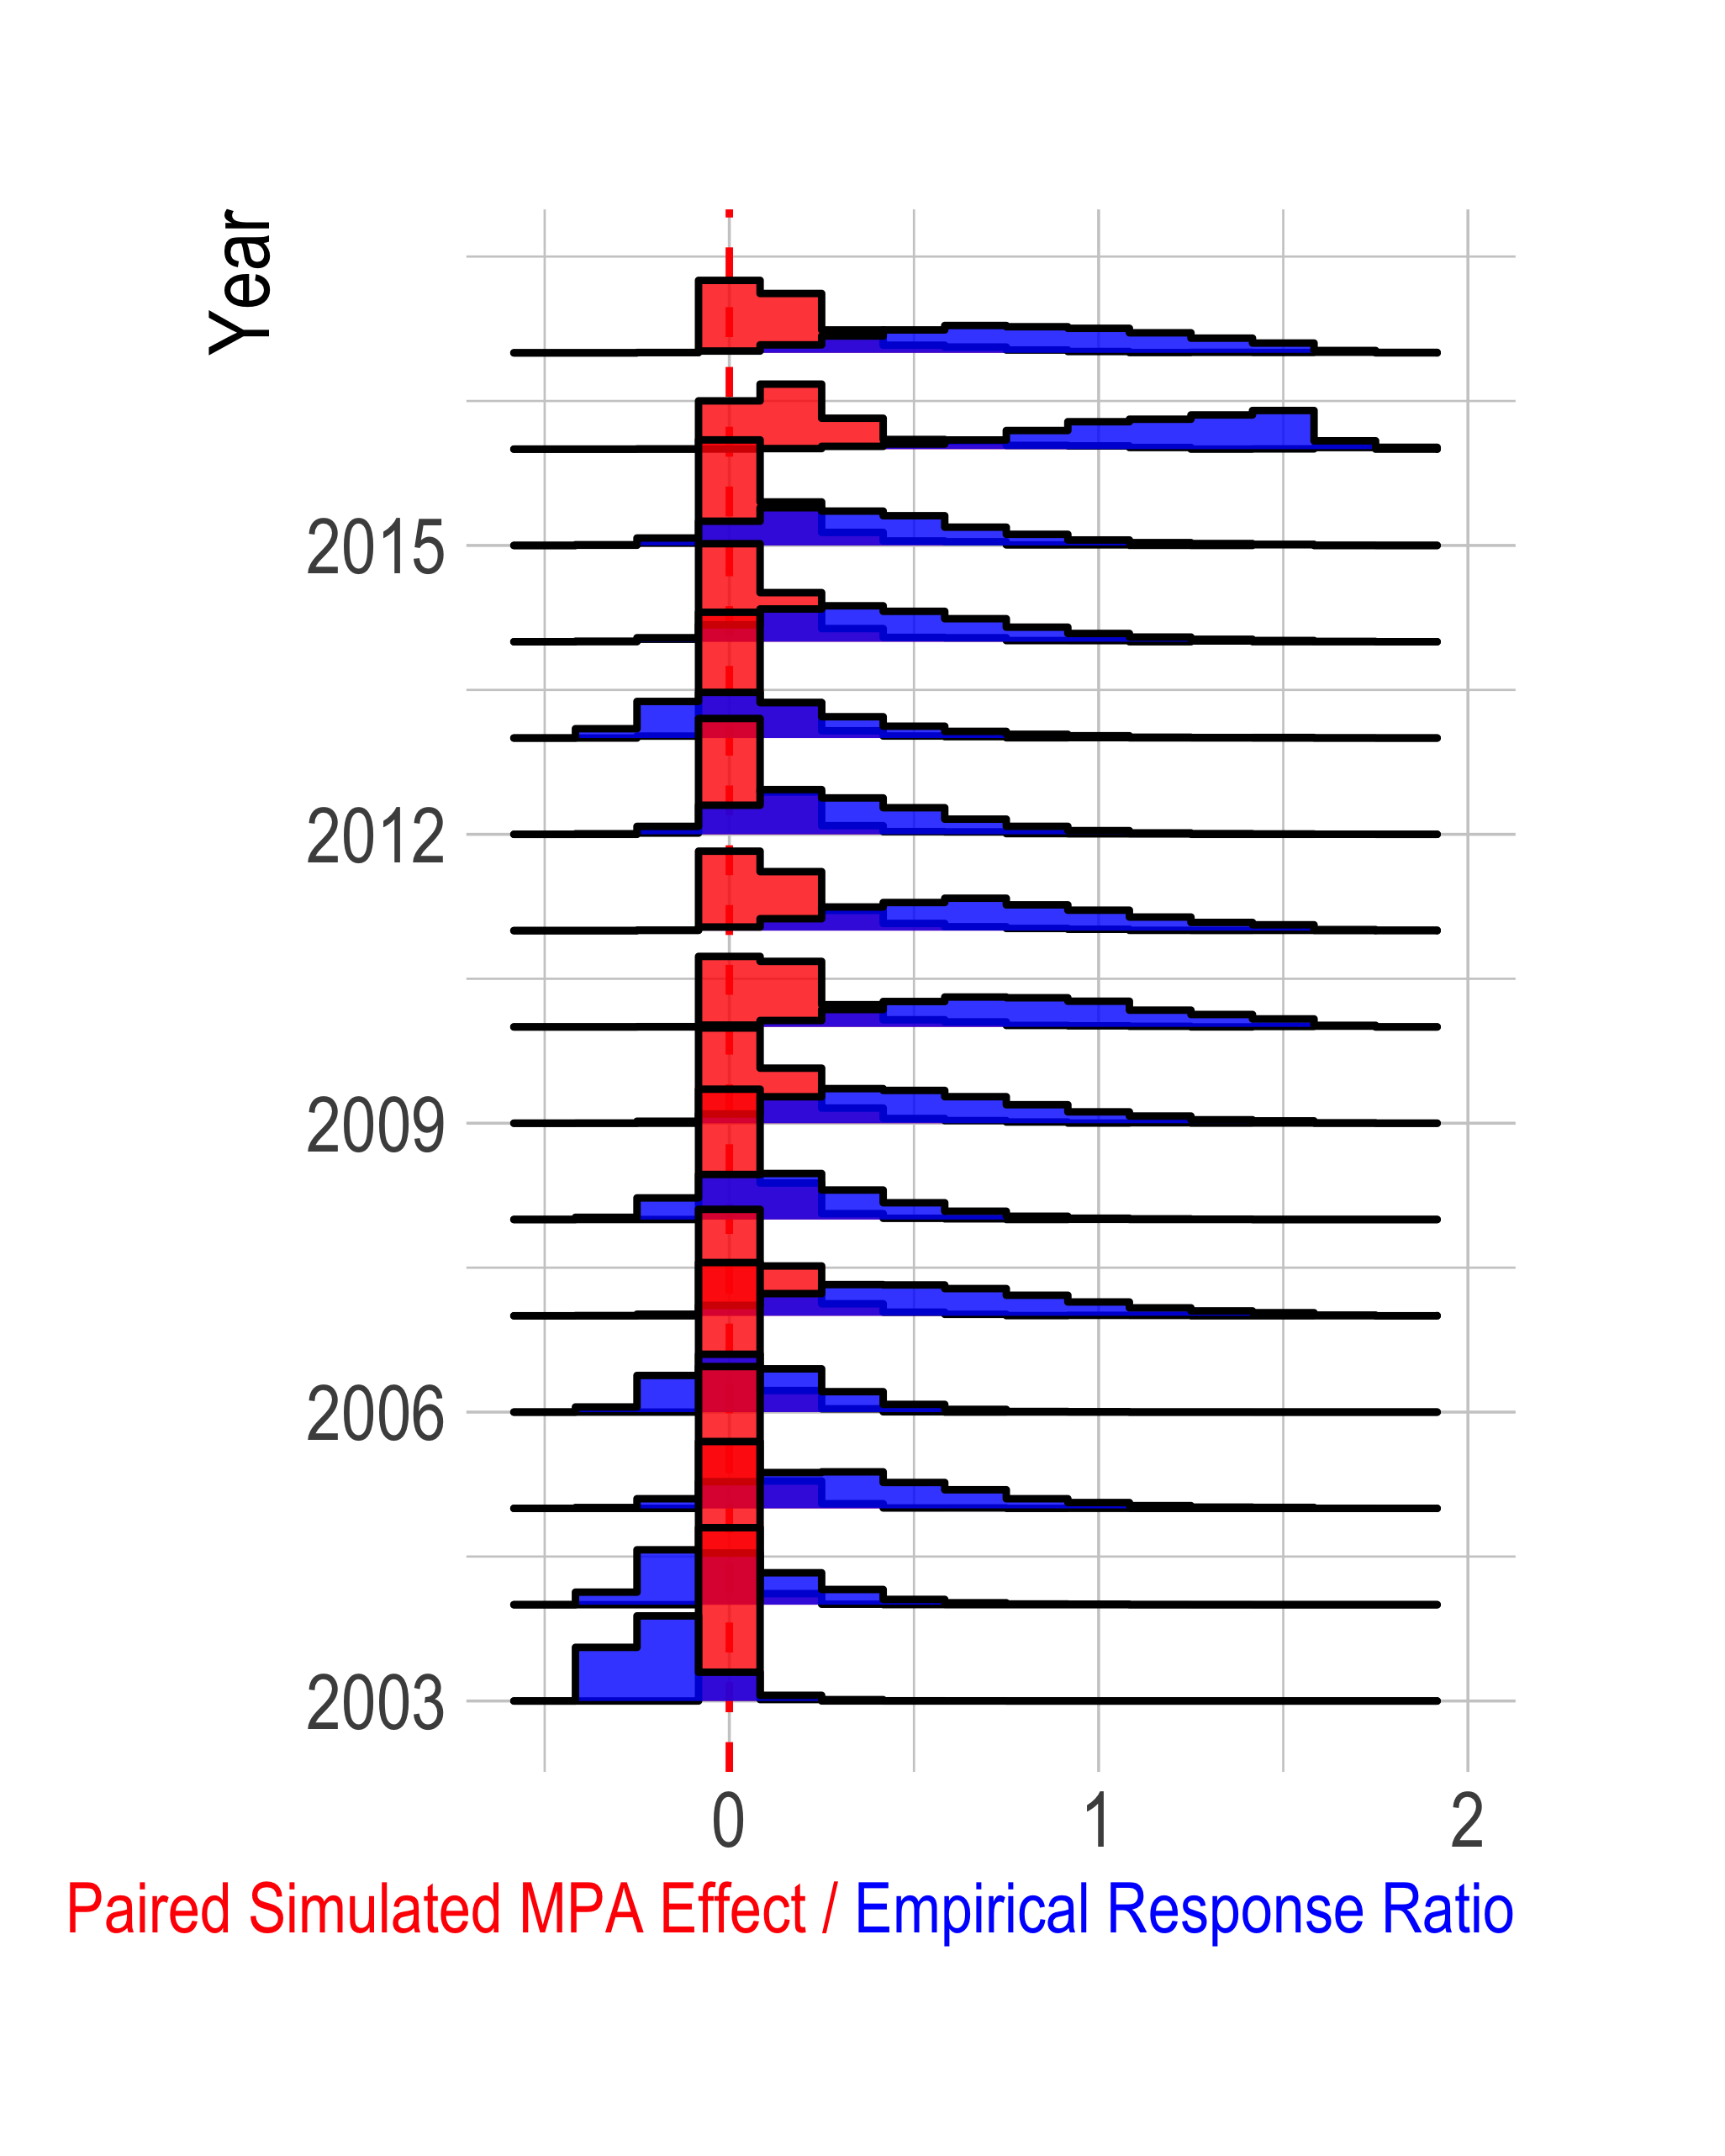 Year
2015
2012
2009
2006
2003
0 1 2
Paired Simulated MPA Effect / Empirical Response Ratio